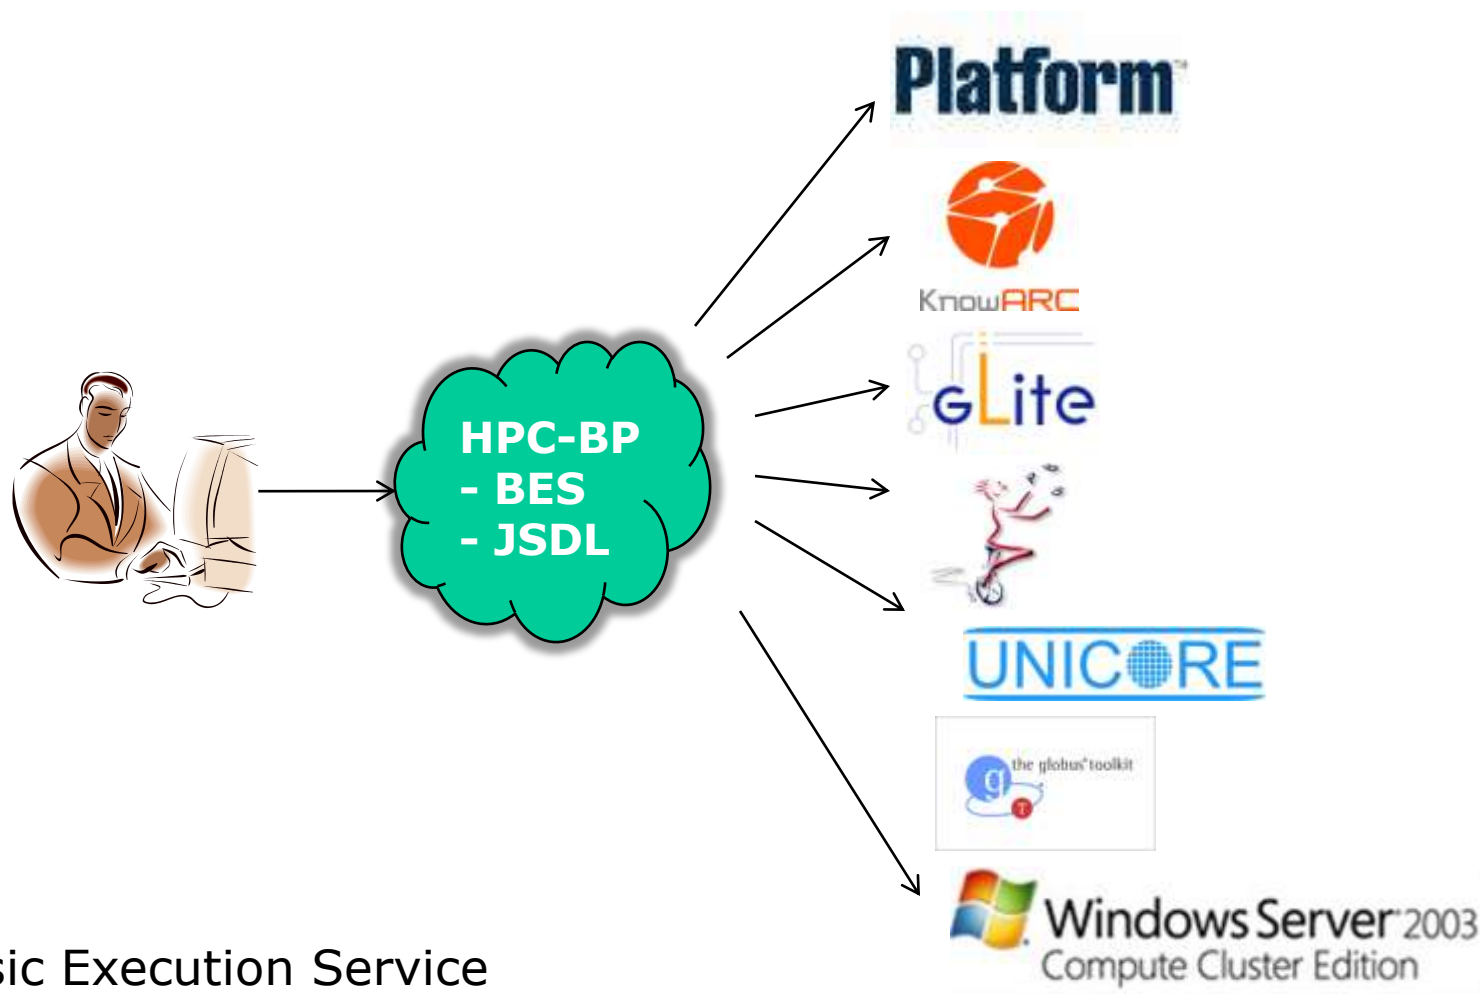 Platform™
KnowARC
HPC-BP
- BES
- JSDL
gLite
UNICORE
the globus® toolkit
g
T
Windows Server 2003
Compute Cluster Edition
sic Execution Service